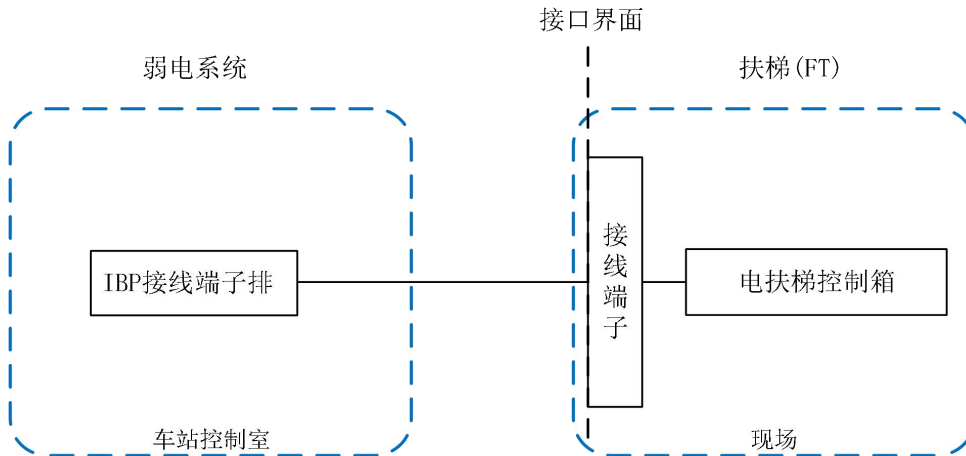 接口界面
弱电系统
扶梯(FT)
IBP接线端子排
接线端子
电扶梯控制箱
车站控制室
现场